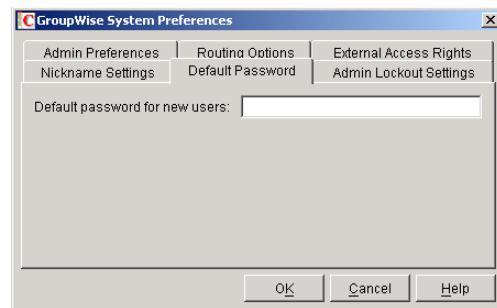 GroupWise System Preferences
Admin Preferences Routing Options External Access Rights
Nickname Settings Default Password Admin Lockout Settings
Default password for new users:
OK Cancel Help